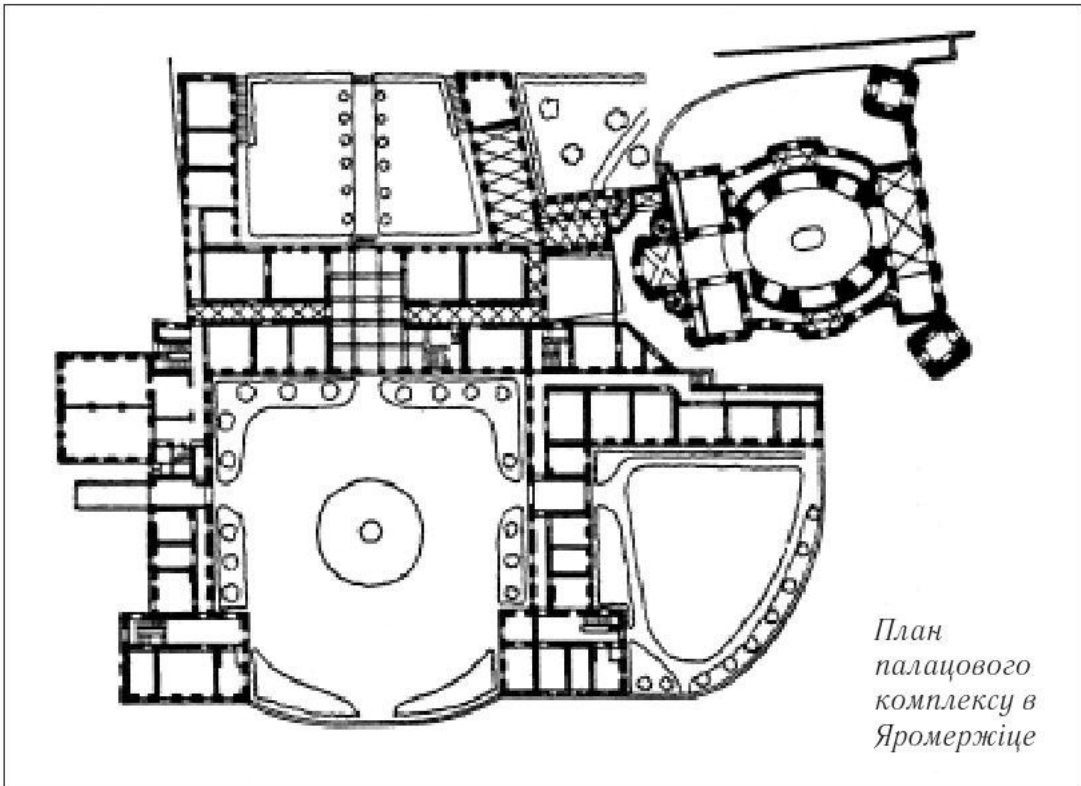 План
палацового
комплексу в
Яромержіце